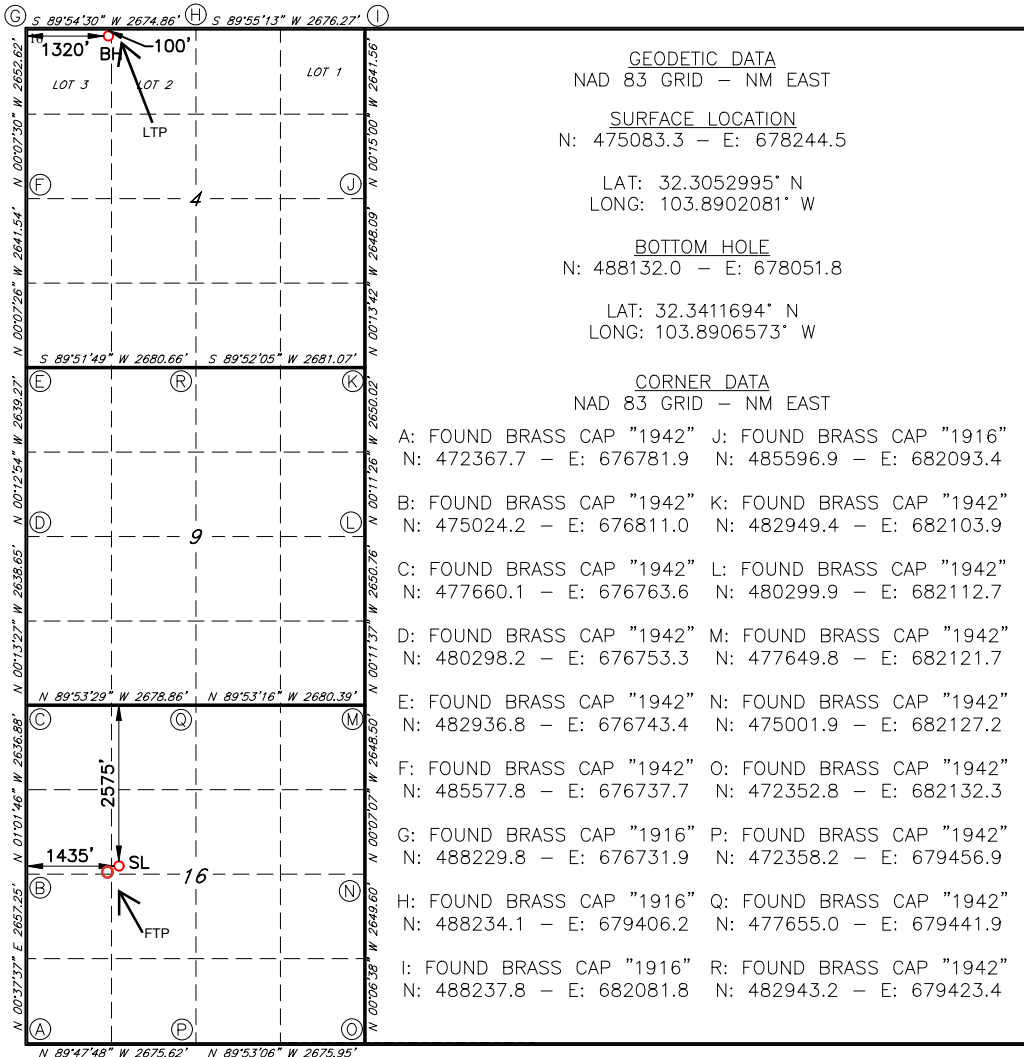 G S 89°54'30" W 2674.86' H S 89°55'13" W 2676.27' I
1320' 100'
BH
LOT 3 LOT 2 LOT 1
LTP
N 00°07'30" W 2652.62'
N 00°15'00" W 2641.56'
F 4 J
N 00°07'26" W 2641.54'
N 00°13'42" W 2648.09'
S 89°51'49" W 2680.66' S 89°52'05" W 2681.07'
E R K
N 00°12'54" W 2639.27'
N 00°11'26" W 2650.02'
D 9 L
N 00°13'27" W 2638.65'
N 00°11'37" W 2650.76'
N 89°53'29" W 2678.86' N 89°53'16" W 2680.39'
C Q M
N 01°01'46" W 2636.88'
N 00°07'07" W 2648.50'
2575'
1435' SL
B 16 N
FTP
N 00°37'37" E 2657.25'
N 00°06'38" W 2649.60'
A P O
N 89°47'48" W 2675.62' N 89°53'06" W 2675.95'
GEODETIC DATA
NAD 83 GRID – NM EAST
SURFACE LOCATION
N: 475083.3 – E: 678244.5
LAT: 32.3052995° N
LONG: 103.8902081° W
BOTTOM HOLE
N: 488132.0 – E: 678051.8
LAT: 32.3411694° N
LONG: 103.8906573° W
CORNER DATA
NAD 83 GRID – NM EAST
A: FOUND BRASS CAP "1942"
N: 472367.7 – E: 676781.9
B: FOUND BRASS CAP "1942"
N: 475024.2 – E: 676811.0
C: FOUND BRASS CAP "1942"
N: 477660.1 – E: 676763.6
D: FOUND BRASS CAP "1942"
N: 480298.2 – E: 676753.3
E: FOUND BRASS CAP "1942"
N: 482936.8 – E: 676743.4
F: FOUND BRASS CAP "1942"
N: 485577.8 – E: 676737.7
G: FOUND BRASS CAP "1916"
N: 488229.8 – E: 676731.9
H: FOUND BRASS CAP "1916"
N: 488234.1 – E: 679406.2
I: FOUND BRASS CAP "1916"
N: 488237.8 – E: 682081.8
J: FOUND BRASS CAP "1916"
N: 485596.9 – E: 682093.4
K: FOUND BRASS CAP "1942"
N: 482949.4 – E: 682103.9
L: FOUND BRASS CAP "1942"
N: 480299.9 – E: 682112.7
M: FOUND BRASS CAP "1942"
N: 477649.8 – E: 682121.7
N: FOUND BRASS CAP "1942"
N: 475001.9 – E: 682127.2
O: FOUND BRASS CAP "1942"
N: 472352.8 – E: 682132.3
P: FOUND BRASS CAP "1942"
N: 472358.2 – E: 679456.9
Q: FOUND BRASS CAP "1942"
N: 477655.0 – E: 679441.9
R: FOUND BRASS CAP "1942"
N: 482943.2 – E: 679423.4